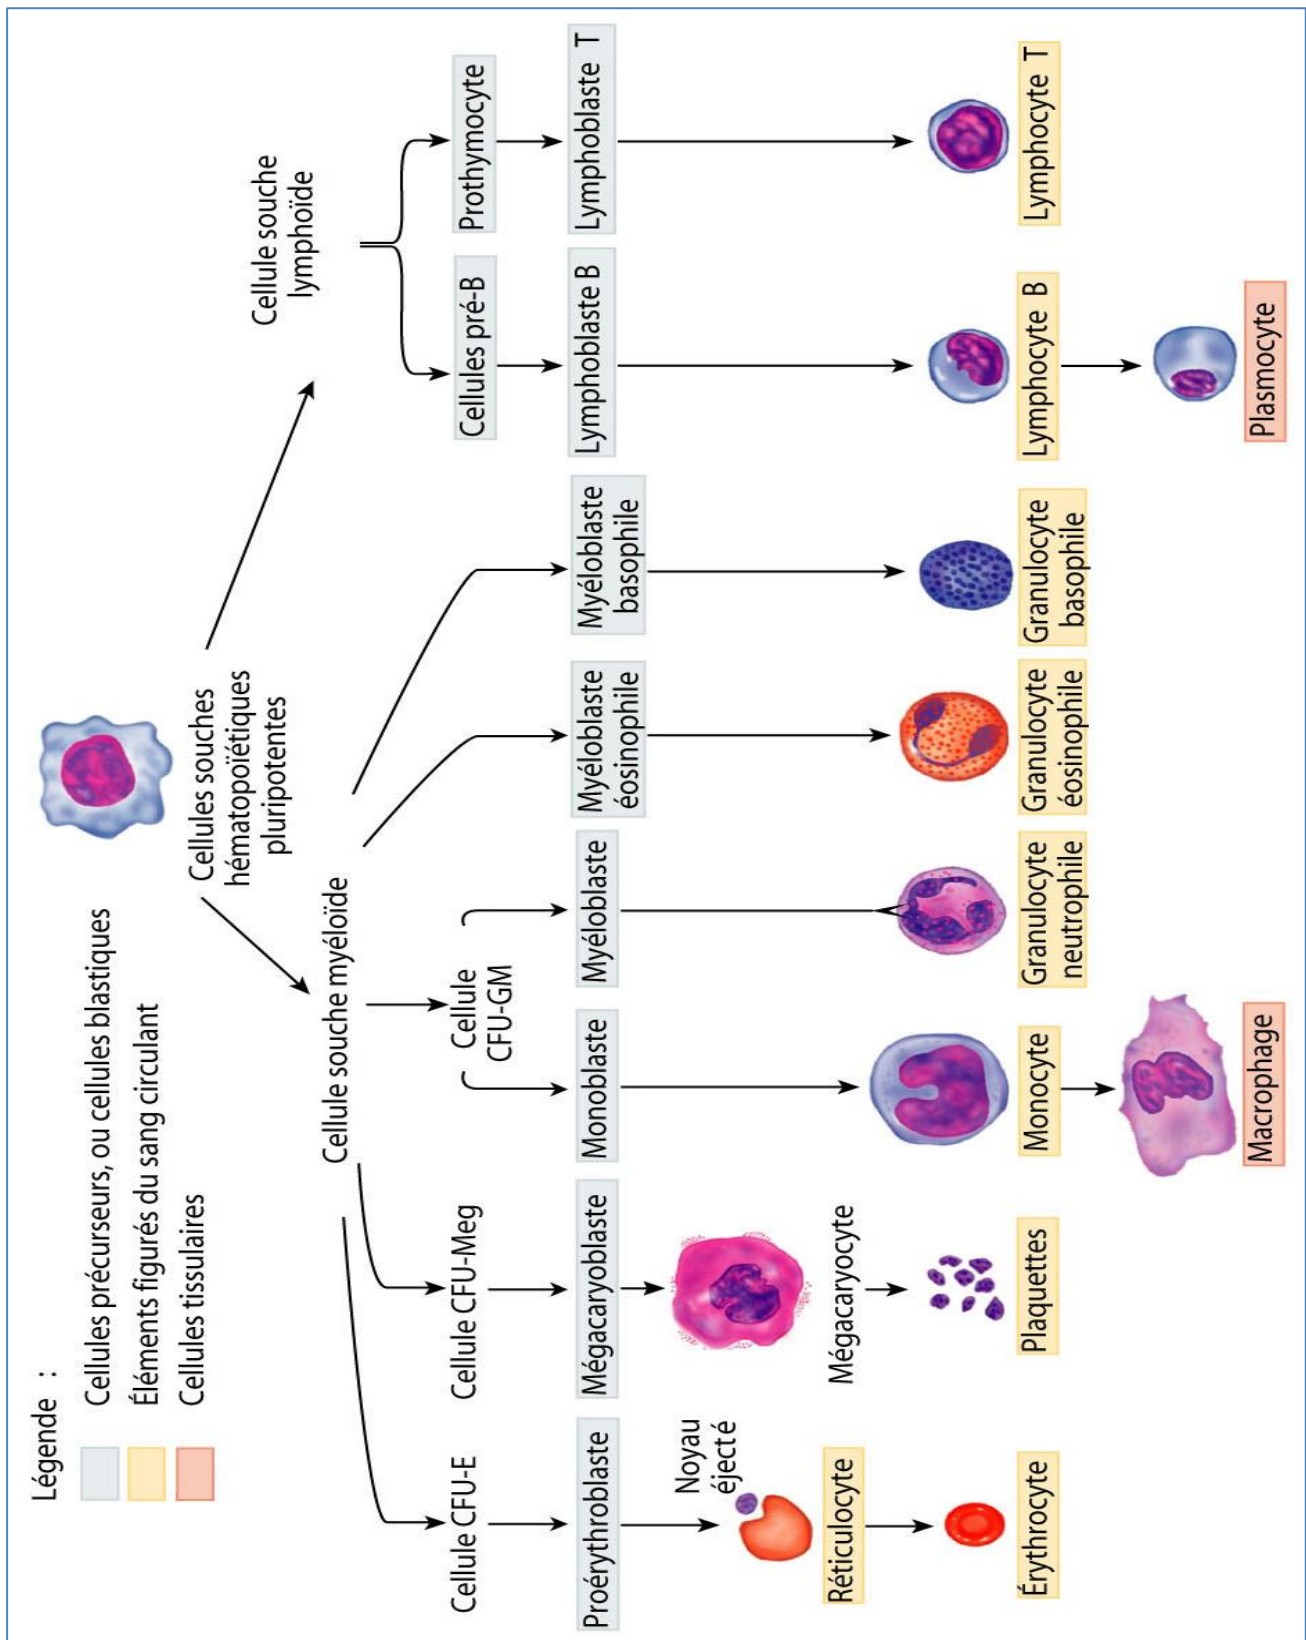 Légende :
Cellules précurseurs, ou cellules blastiques
Éléments figurés du sang circulant
Cellules tissulaires
Cellules souches
hématopoïétiques
pluripotentes
Cellule souche myéloïde
Cellule souche
lymphoïde
Cellule CFU-E
Cellule CFU-Meg
Cellule
CFU-GM
Cellules pré-B
Prothymocyte
Proérythroblaste
Mégacaryoblaste
Monoblaste
Myéloblaste
Myéloblaste
éosinophile
Myéloblaste
basophile
Lymphoblaste B
Lymphoblaste T
Noyau
éjecté
Réticulocyte
Mégacaryocyte
Érythrocyte
Plaquettes
Monocyte
Granulocyte
neutrophile
Granulocyte
éosinophile
Granulocyte
basophile
Lymphocyte B
Lymphocyte T
Macrophage
Plasmocyte